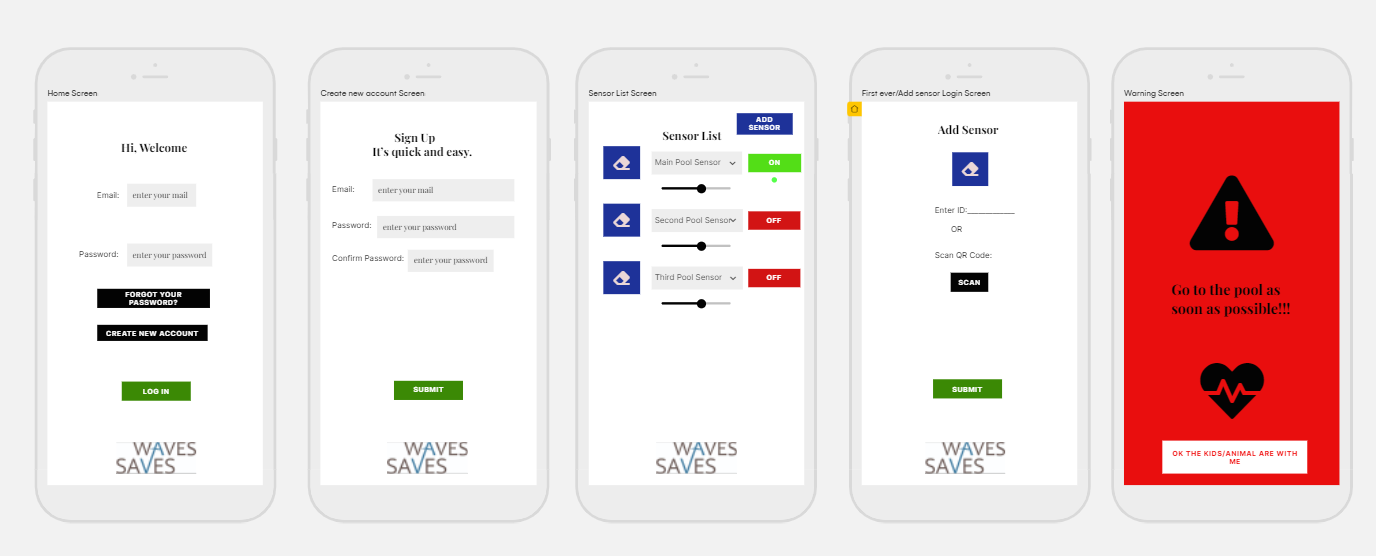 Home Screen
Hi, Welcome
Email: enter your mail
Password: enter your password
FORGOT YOUR
PASSWORD?
CREATE NEW ACCOUNT
LOG IN
WAVES
SAVES
Create new account Screen
Sign Up
It's quick and easy.
Email: enter your mail
Password: enter your password
Confirm Password: enter your password
SUBMIT
WAVES
SAVES
Sensor List Screen
ADD
SENSOR
Sensor List
Main Pool Sensor ON
Second Pool Sensor OFF
Third Pool Sensor OFF
WAVES
SAVES
First ever/Add sensor Login Screen
Add Sensor
Enter ID:__________
OR
Scan QR Code:
SCAN
SUBMIT
WAVES
SAVES
Warning Screen
Go to the pool as
soon as possible!!!
OK THE KIDS/ANIMAL ARE WITH
ME